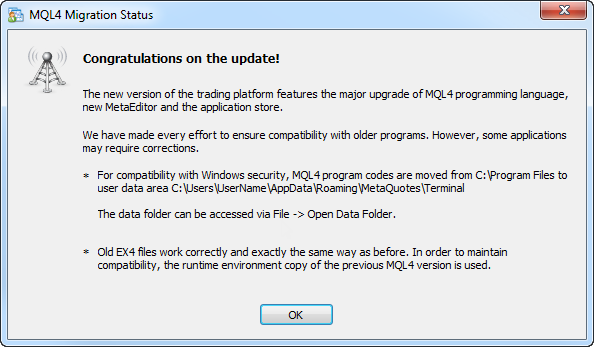 MQL4 Migration Status
Congratulations on the update!
The new version of the trading platform features the major upgrade of MQL4 programming language,
new MetaEditor and the application store.
We have made every effort to ensure compatibility with older programs. However, some applications
may require corrections.
* For compatibility with Windows security, MQL4 program codes are moved from C:\Program Files to
user data area C:\Users\UserName\AppData\Roaming\MetaQuotes\Terminal
The data folder can be accessed via File -> Open Data Folder.
* Old EX4 files work correctly and exactly the same way as before. In order to maintain
compatibility, the runtime environment copy of the previous MQL4 version is used.
OK